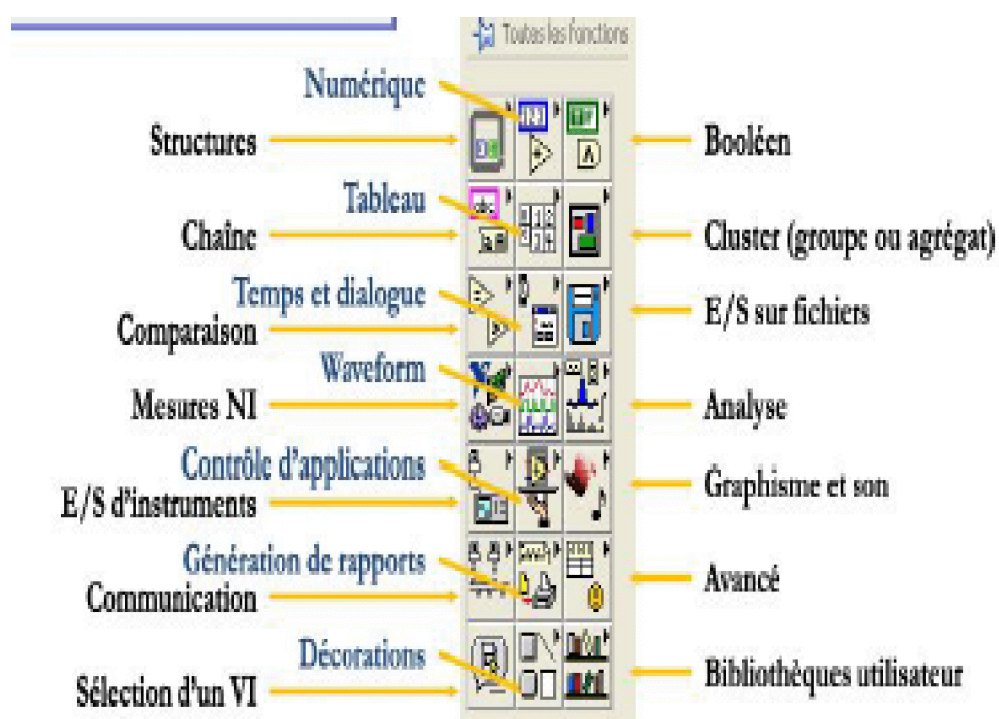 Toutes les fonctions
Numérique
Structures
Booléen
Tableau
Chaîne
Cluster (groupe ou agrégat)
Temps et dialogue
Comparaison
E/S sur fichiers
Waveform
Mesures NI
Analyse
Contrôle d'applications
E/S d'instruments
Graphisme et son
Génération de rapports
Communication
Avancé
Décorations
Sélection d'un VI
Bibliothèques utilisateur